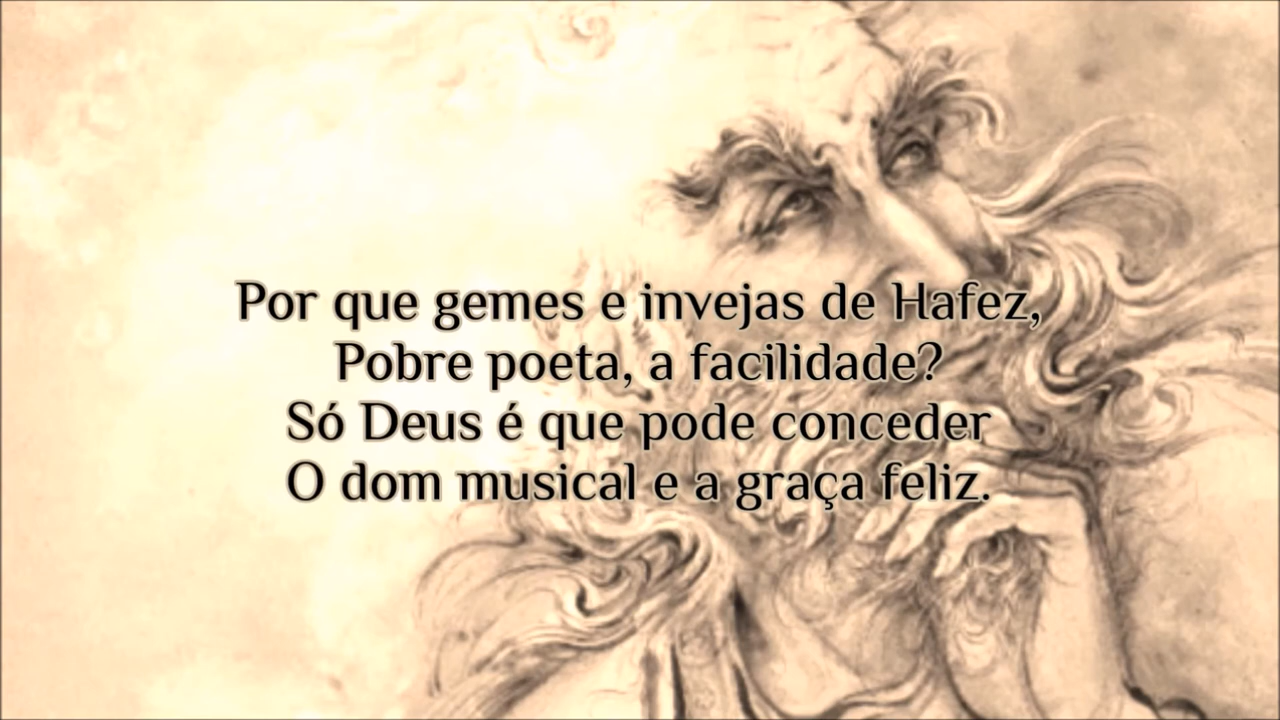 Por que gemes e invejas de Hafez,
Pobre poeta, a facilidade?
Só Deus é que pode conceder
O dom musical e a graça feliz.